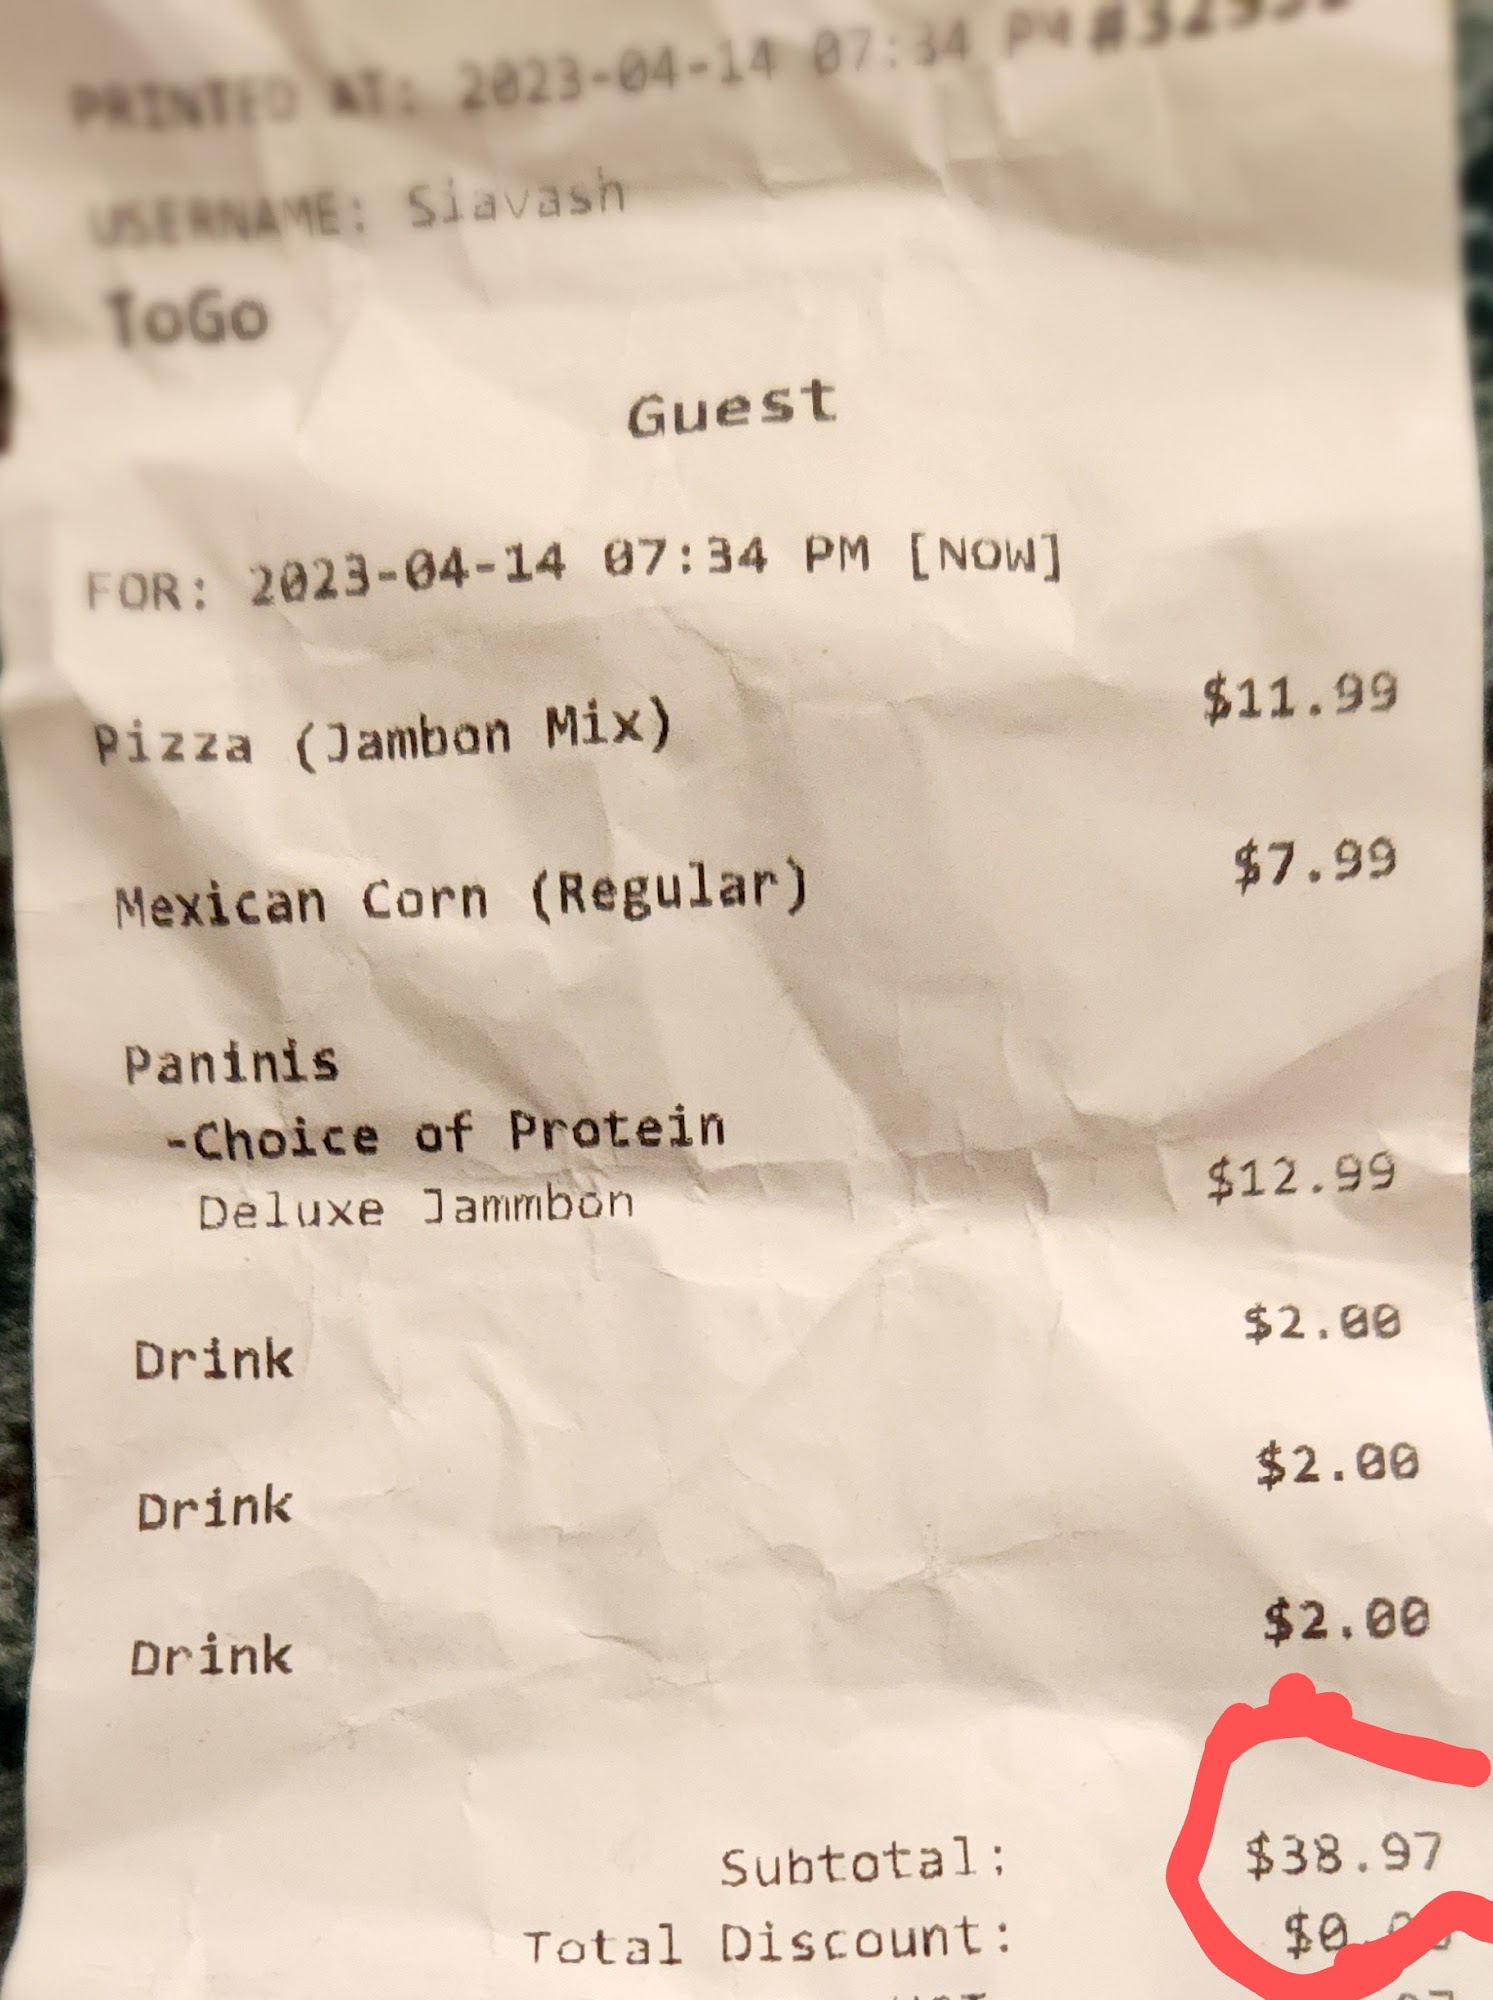 PRINTED AT: 2023-04-14 07:34 PM
USERNAME: Siavash
ToGo
Guest
FOR: 2023-04-14 07:34 PM [NOW]
Pizza (Jambon Mix) $11.99
Mexican Corn (Regular) $7.99
Paninis
-Choice of Protein
Deluxe Jammbon $12.99
Drink $2.00
Drink $2.00
Drink $2.00
Subtotal: $38.97
Total Discount: